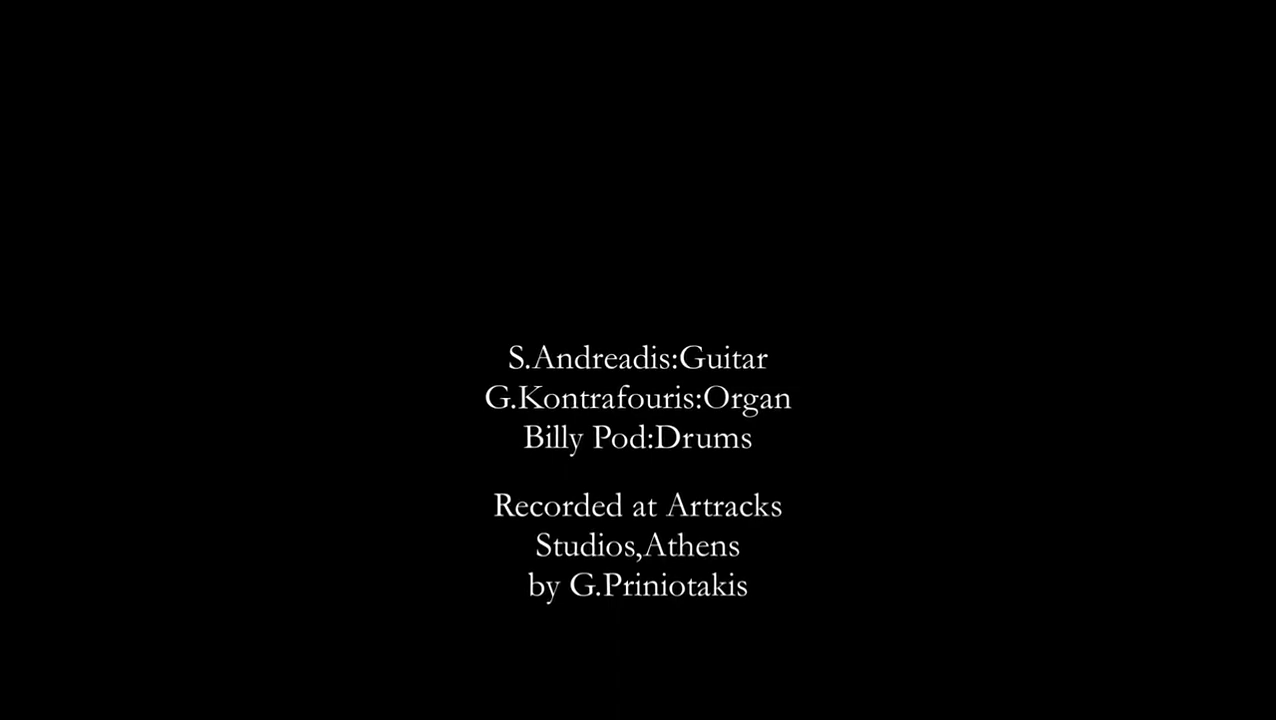 S.Andreadis:Guitar
G.Kontrafouris:Organ
Billy Pod:Drums
Recorded at Artracks
Studios,Athens
by G.Priniotakis